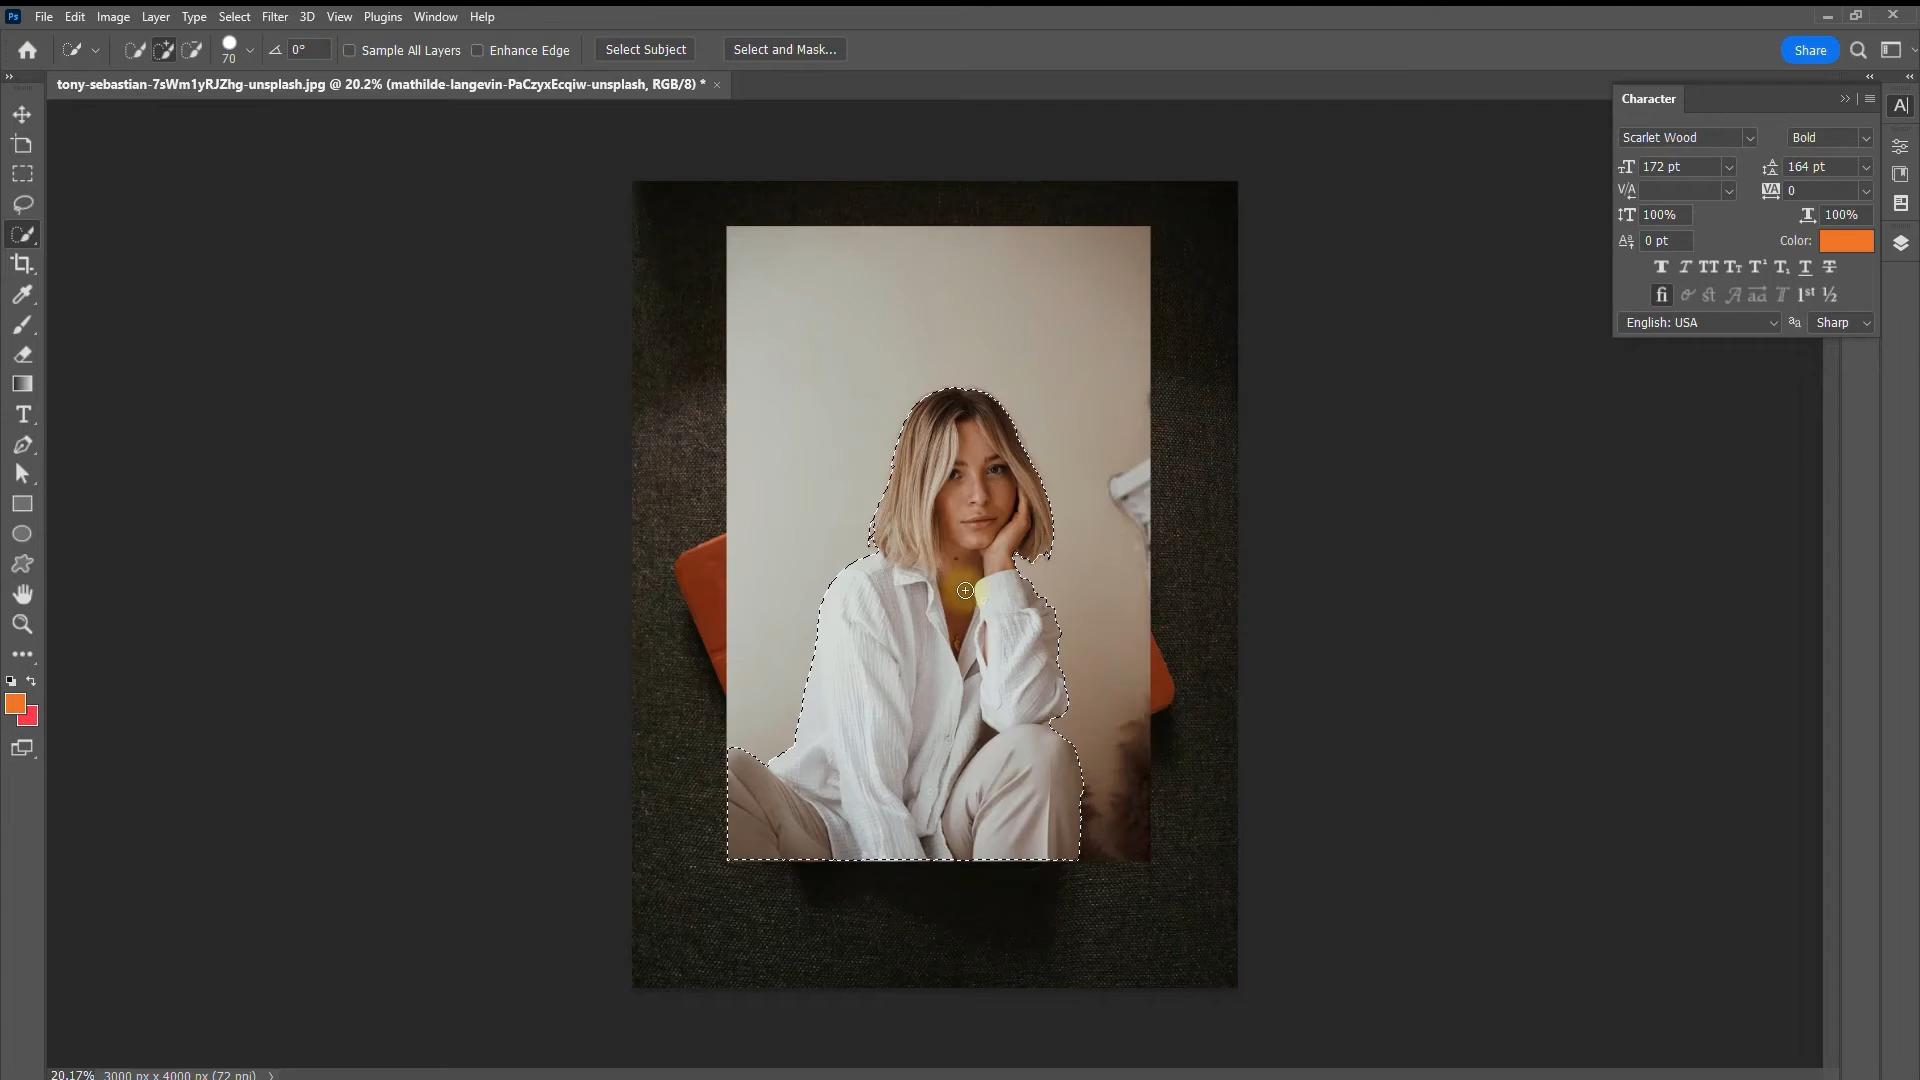 Ps File Edit Image Layer Type Select Filter 3D View Plugins Window Help
70 0° Sample All Layers Enhance Edge Select Subject Select and Mask... Share
tony-sebastian-7sWm1yRJZhg-unsplash.jpg @ 20.2% (mathilde-langevin-PaCzyxEcqiw-unsplash, RGB/8) * ×
Character
Scarlet Wood Bold
172 pt 164 pt
V/A VA 0
100% 100%
0 pt Color:
English: USA aa Sharp
20.17% 3000 px x 4000 px (72 ppi)